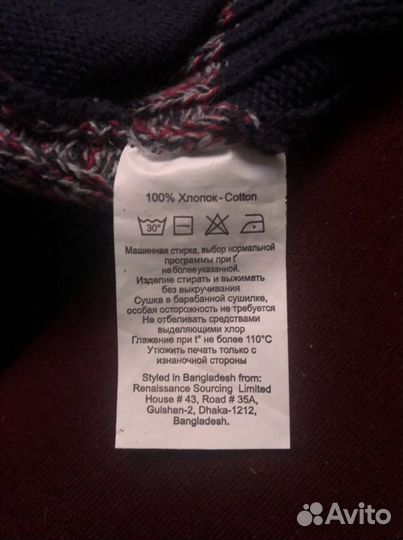 100% Хлопок-Cotton
30°
Машинная стирка, выбор нормальной
программы при t°
не более указанной.
Изделие стирать и выжимать
без выкручивания
Сушка в барабанной сушилке,
особая осторожность не требуется
Не отбеливать средствами
выделяющими хлор
Глажение при t° не более 110°C
Утюжить печать только с
изнаночной стороны
Styled in Bangladesh from:
Renaissance Sourcing Limited
House # 43, Road # 35A,
Gulshan-2, Dhaka-1212,
Bangladesh.
Avito